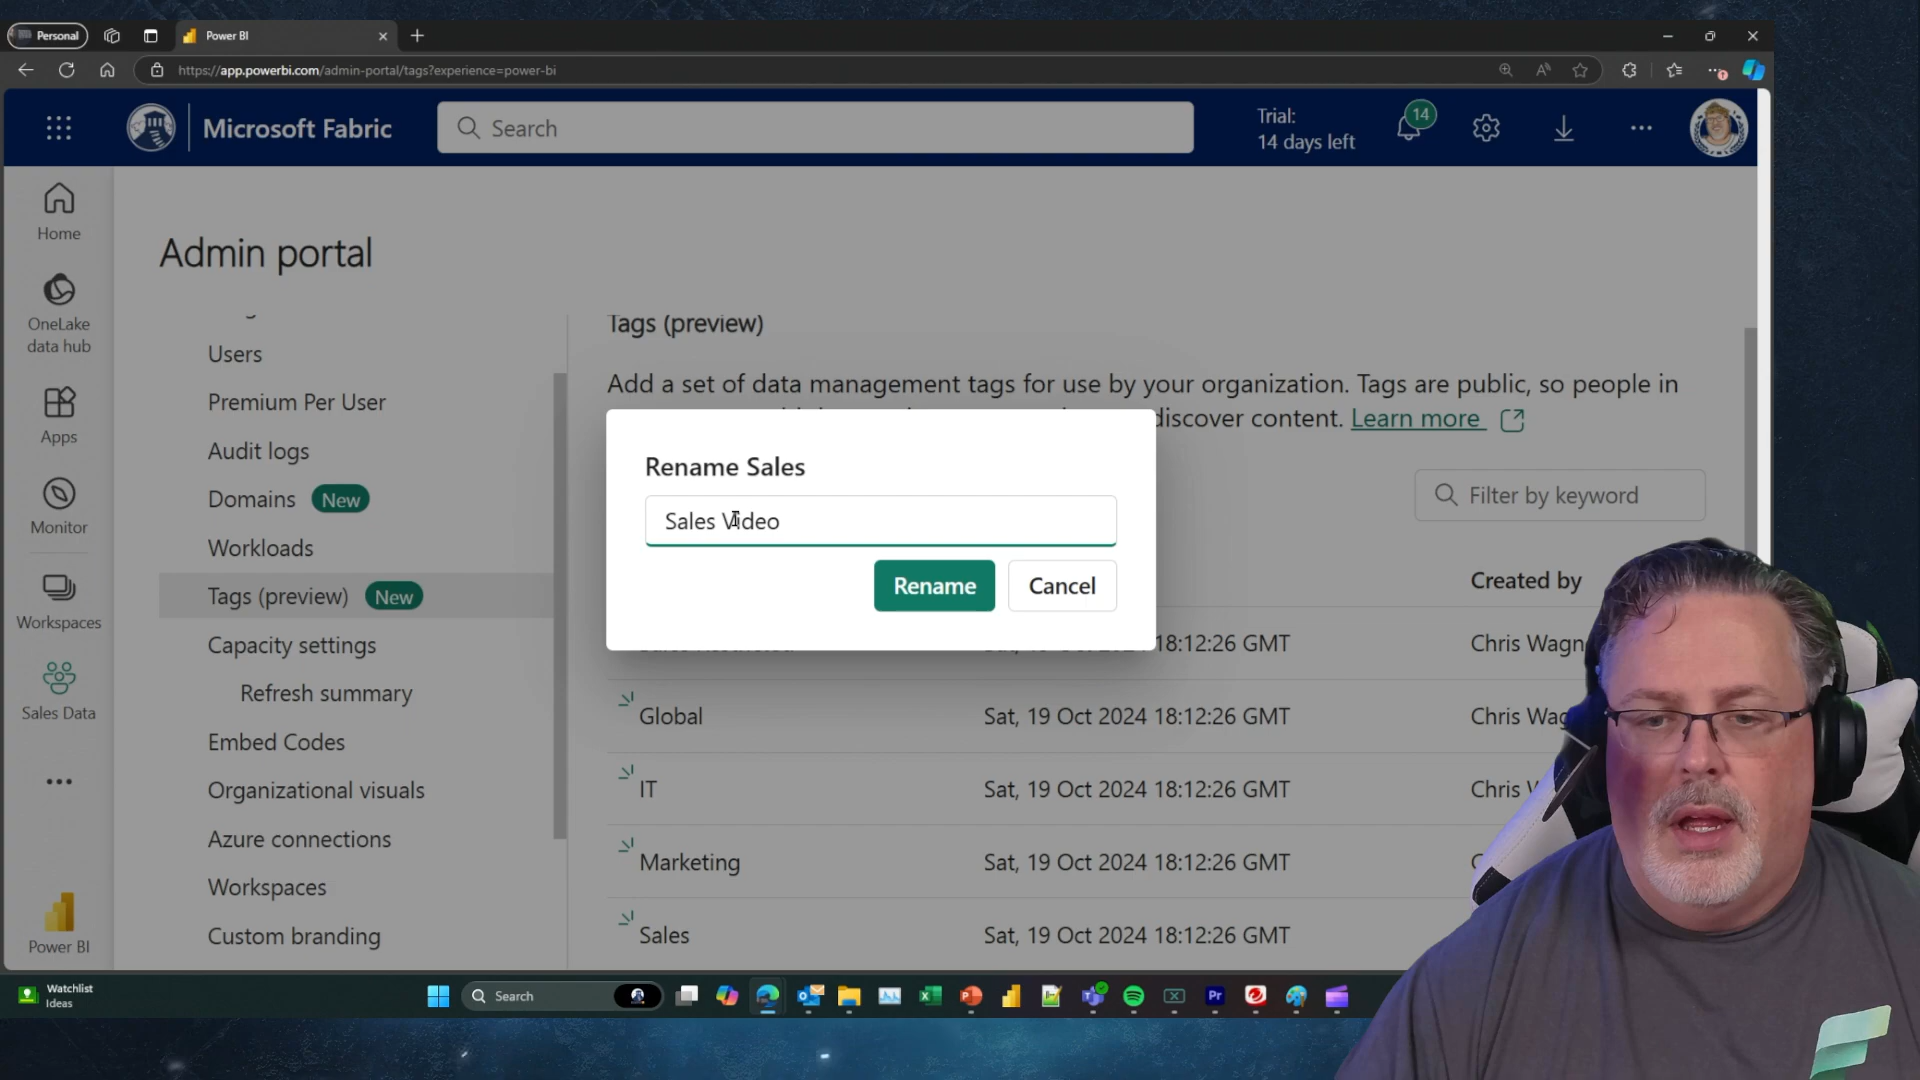 Personal
Power BI
https://app.powerbi.com/admin-portal/tags?experience=power-bi
Microsoft Fabric
Search
Trial:
14 days left
14
Home
OneLake
data hub
Apps
Monitor
Workspaces
Sales Data
Power BI
Admin portal
Users
Premium Per User
Audit logs
Domains New
Workloads
Tags (preview) New
Capacity settings
Refresh summary
Embed Codes
Organizational visuals
Azure connections
Workspaces
Custom branding
Tags (preview)
Add a set of data management tags for use by your organization. Tags are public, so people in
discover content. Learn more
Filter by keyword
Rename Sales
Sales Video
Rename
Cancel
Created by
18:12:26 GMT
Chris Wagn
Global Sat, 19 Oct 2024 18:12:26 GMT Chris Wag
IT Sat, 19 Oct 2024 18:12:26 GMT Chris
Marketing Sat, 19 Oct 2024 18:12:26 GMT
Sales Sat, 19 Oct 2024 18:12:26 GMT
Watchlist
Ideas
Search
Pr